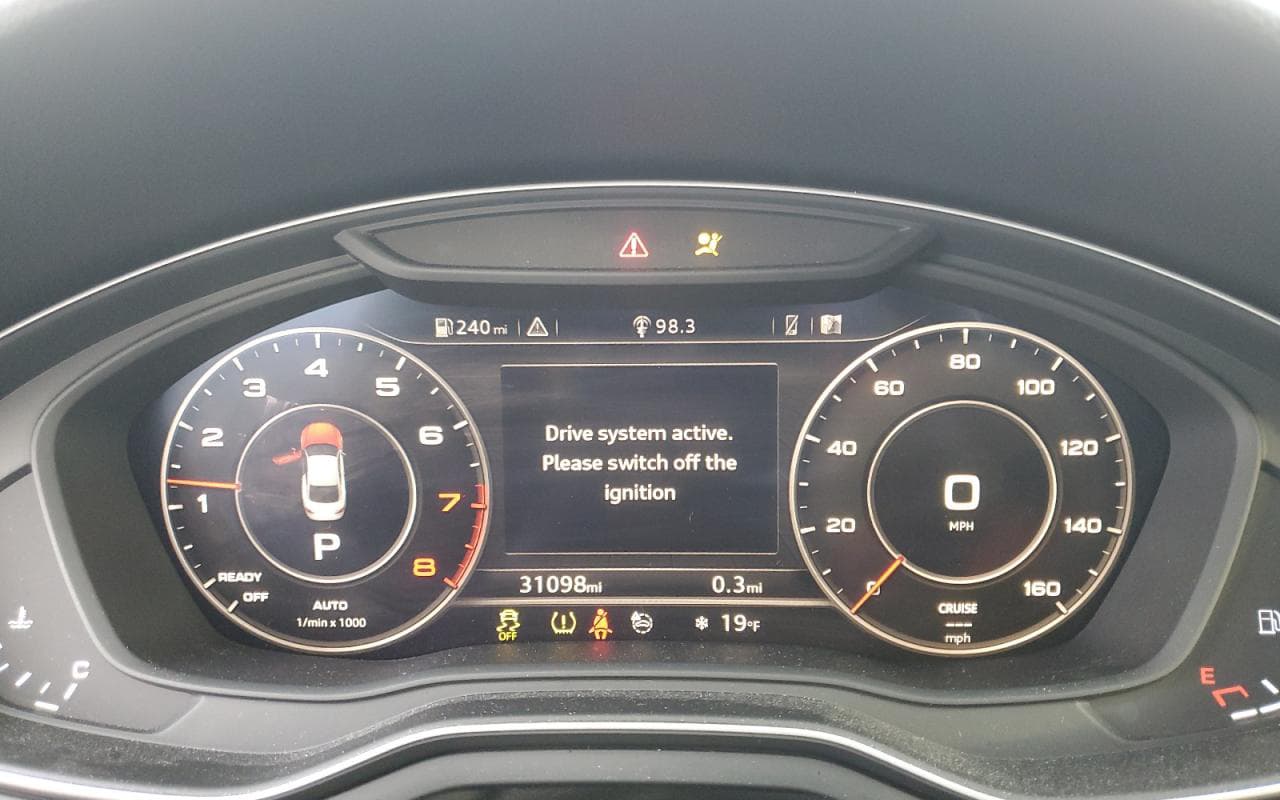 240 mi
98.3
1
2
3
4
5
6
7
8
P
READY
OFF
AUTO
1/min x 1000
Drive system active.
Please switch off the
ignition
31098mi
0.3mi
OFF
19°F
0
20
40
60
80
100
120
140
160
0
MPH
CRUISE
---
mph
C
E